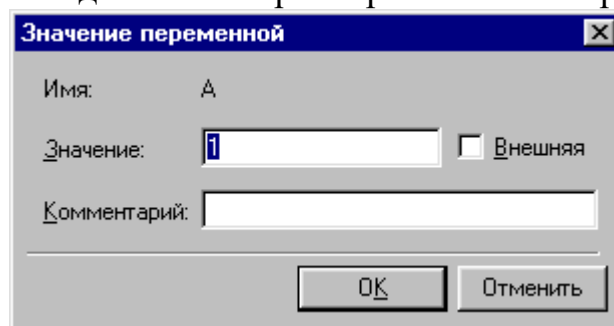 Значение переменной
Имя: A
Значение: 1 Внешняя
Комментарий:
OK Отменить